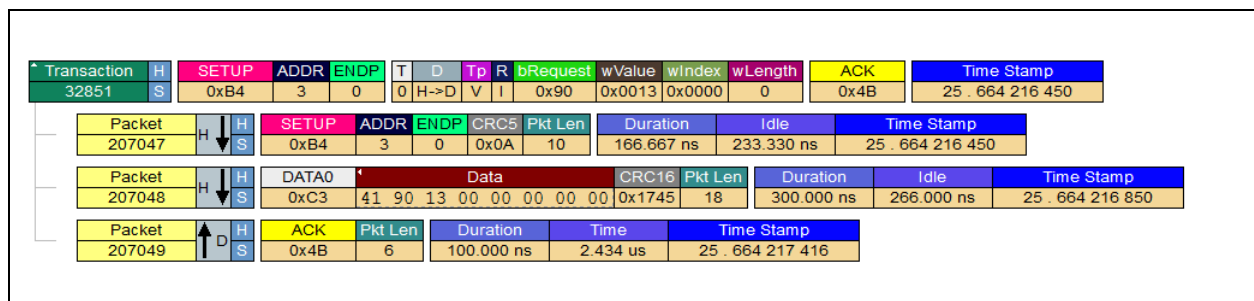 Transaction H SETUP ADDR ENDP T D Tp R bRequest wValue wIndex wLength ACK Time Stamp
32851 S 0xB4 3 0 0 H->D V I 0x90 0x0013 0x0000 0 0x4B 25 . 664 216 450
Packet H H SETUP ADDR ENDP CRC5 Pkt Len Duration Idle Time Stamp
207047 S 0xB4 3 0 0x0A 10 166.667 ns 233.330 ns 25 . 664 216 450
Packet H H DATA0 Data CRC16 Pkt Len Duration Idle Time Stamp
207048 S 0xC3 41 90 13 00 00 00 00 00 0x1745 18 300.000 ns 266.000 ns 25 . 664 216 850
Packet D H ACK Pkt Len Duration Time Time Stamp
207049 S 0x4B 6 100.000 ns 2.434 us 25 . 664 217 416